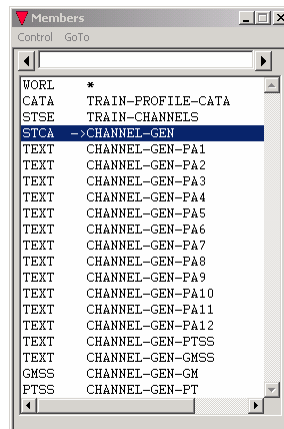 Members
Control GoTo
WORL *
CATA TRAIN-PROFILE-CATA
STSE TRAIN-CHANNELS
STCA ->CHANNEL-GEN
TEXT CHANNEL-GEN-PA1
TEXT CHANNEL-GEN-PA2
TEXT CHANNEL-GEN-PA3
TEXT CHANNEL-GEN-PA4
TEXT CHANNEL-GEN-PA5
TEXT CHANNEL-GEN-PA6
TEXT CHANNEL-GEN-PA7
TEXT CHANNEL-GEN-PA8
TEXT CHANNEL-GEN-PA9
TEXT CHANNEL-GEN-PA10
TEXT CHANNEL-GEN-PA11
TEXT CHANNEL-GEN-PA12
TEXT CHANNEL-GEN-PTSS
TEXT CHANNEL-GEN-GMSS
GMSS CHANNEL-GEN-GM
PTSS CHANNEL-GEN-PT